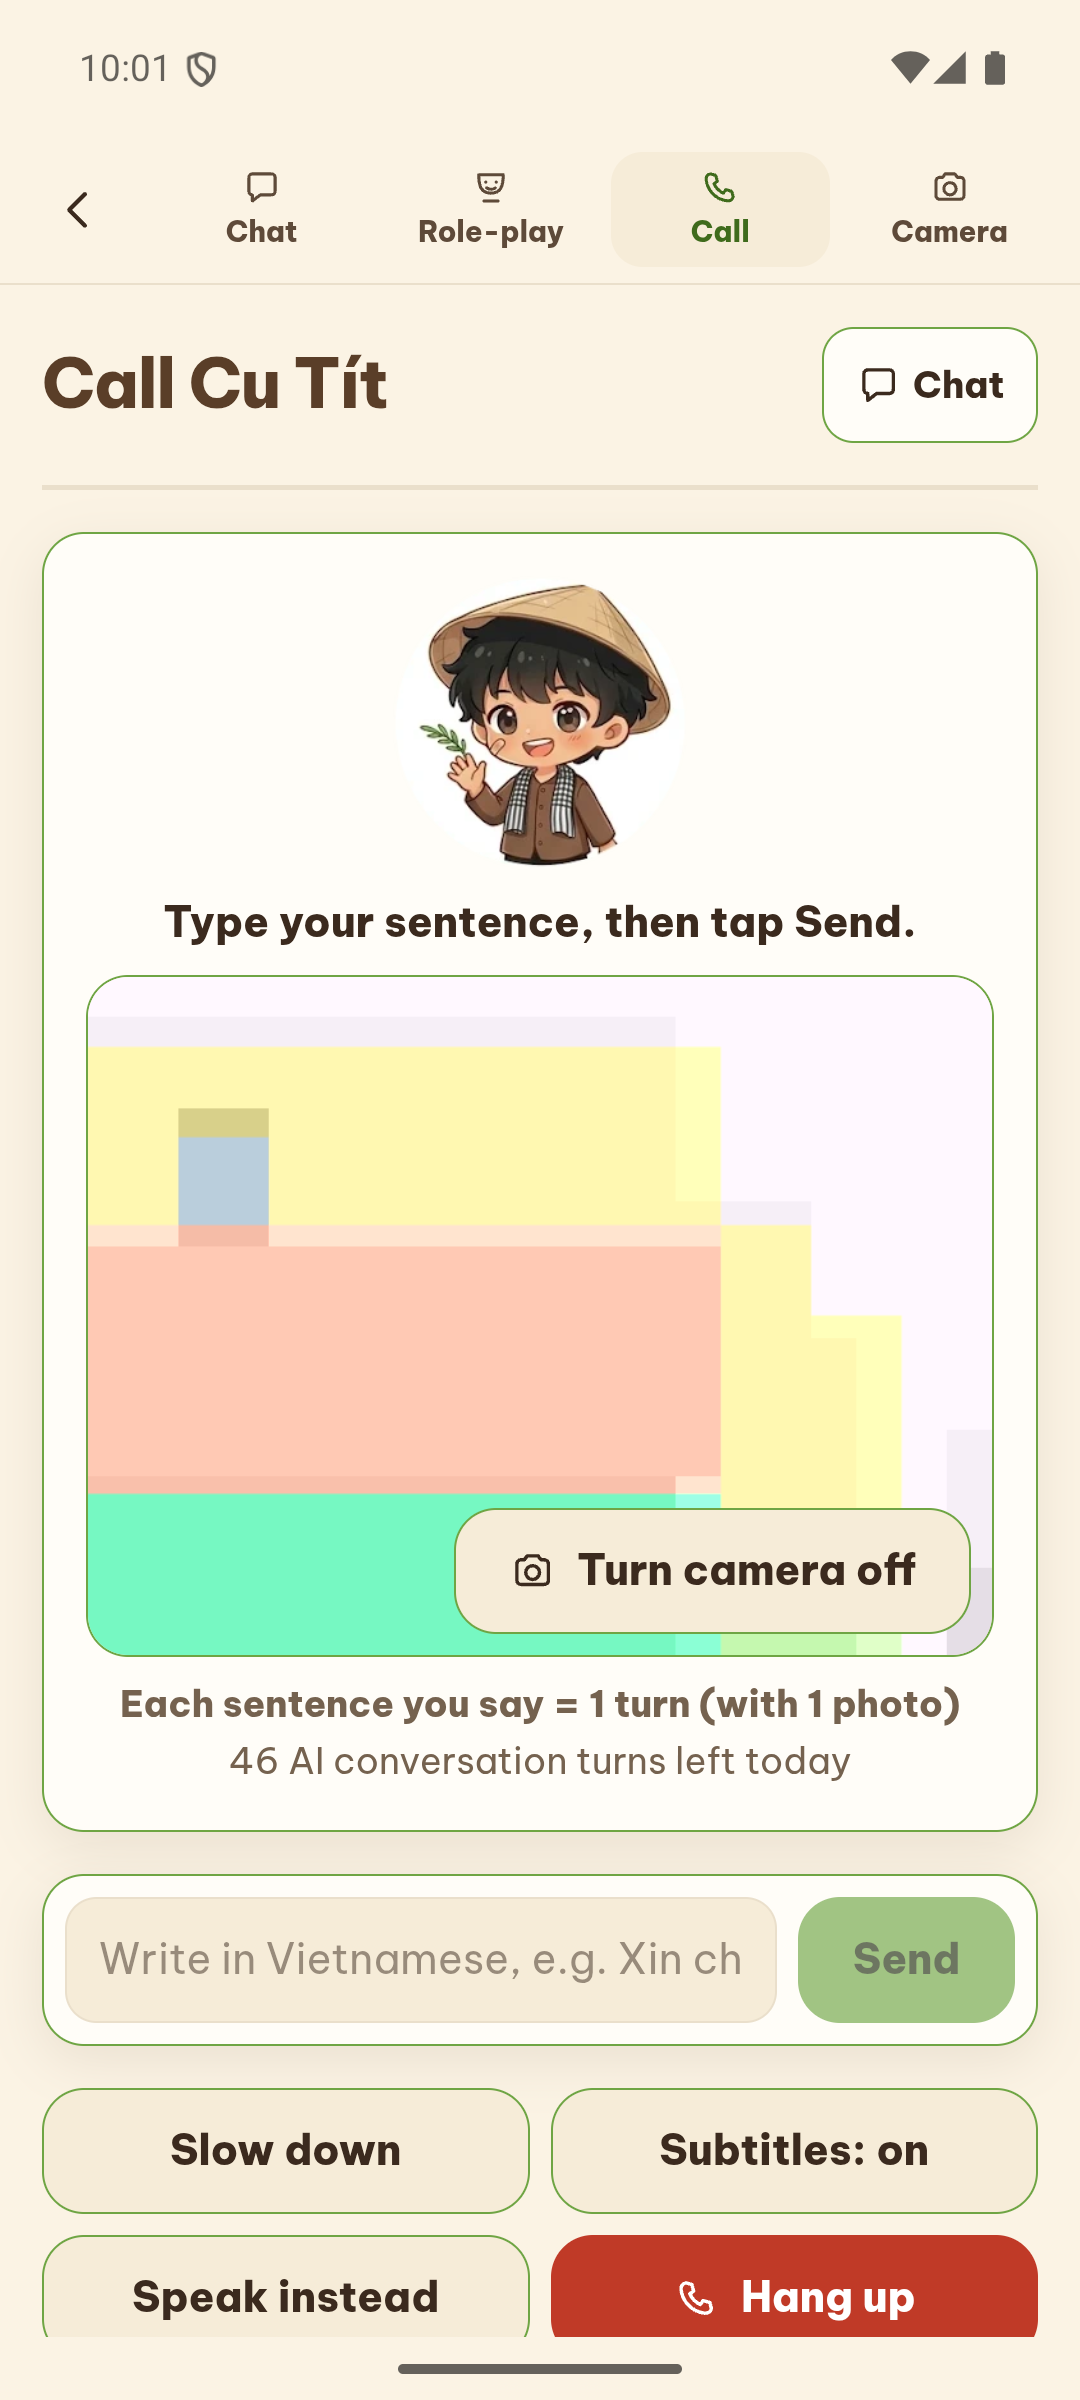 10:01
Chat
Role-play
Call
Camera
Call Cu Tít
Chat
Type your sentence, then tap Send.
Turn camera off
Each sentence you say = 1 turn (with 1 photo)
46 AI conversation turns left today
Write in Vietnamese, e.g. Xin ch
Send
Slow down
Subtitles: on
Speak instead
Hang up